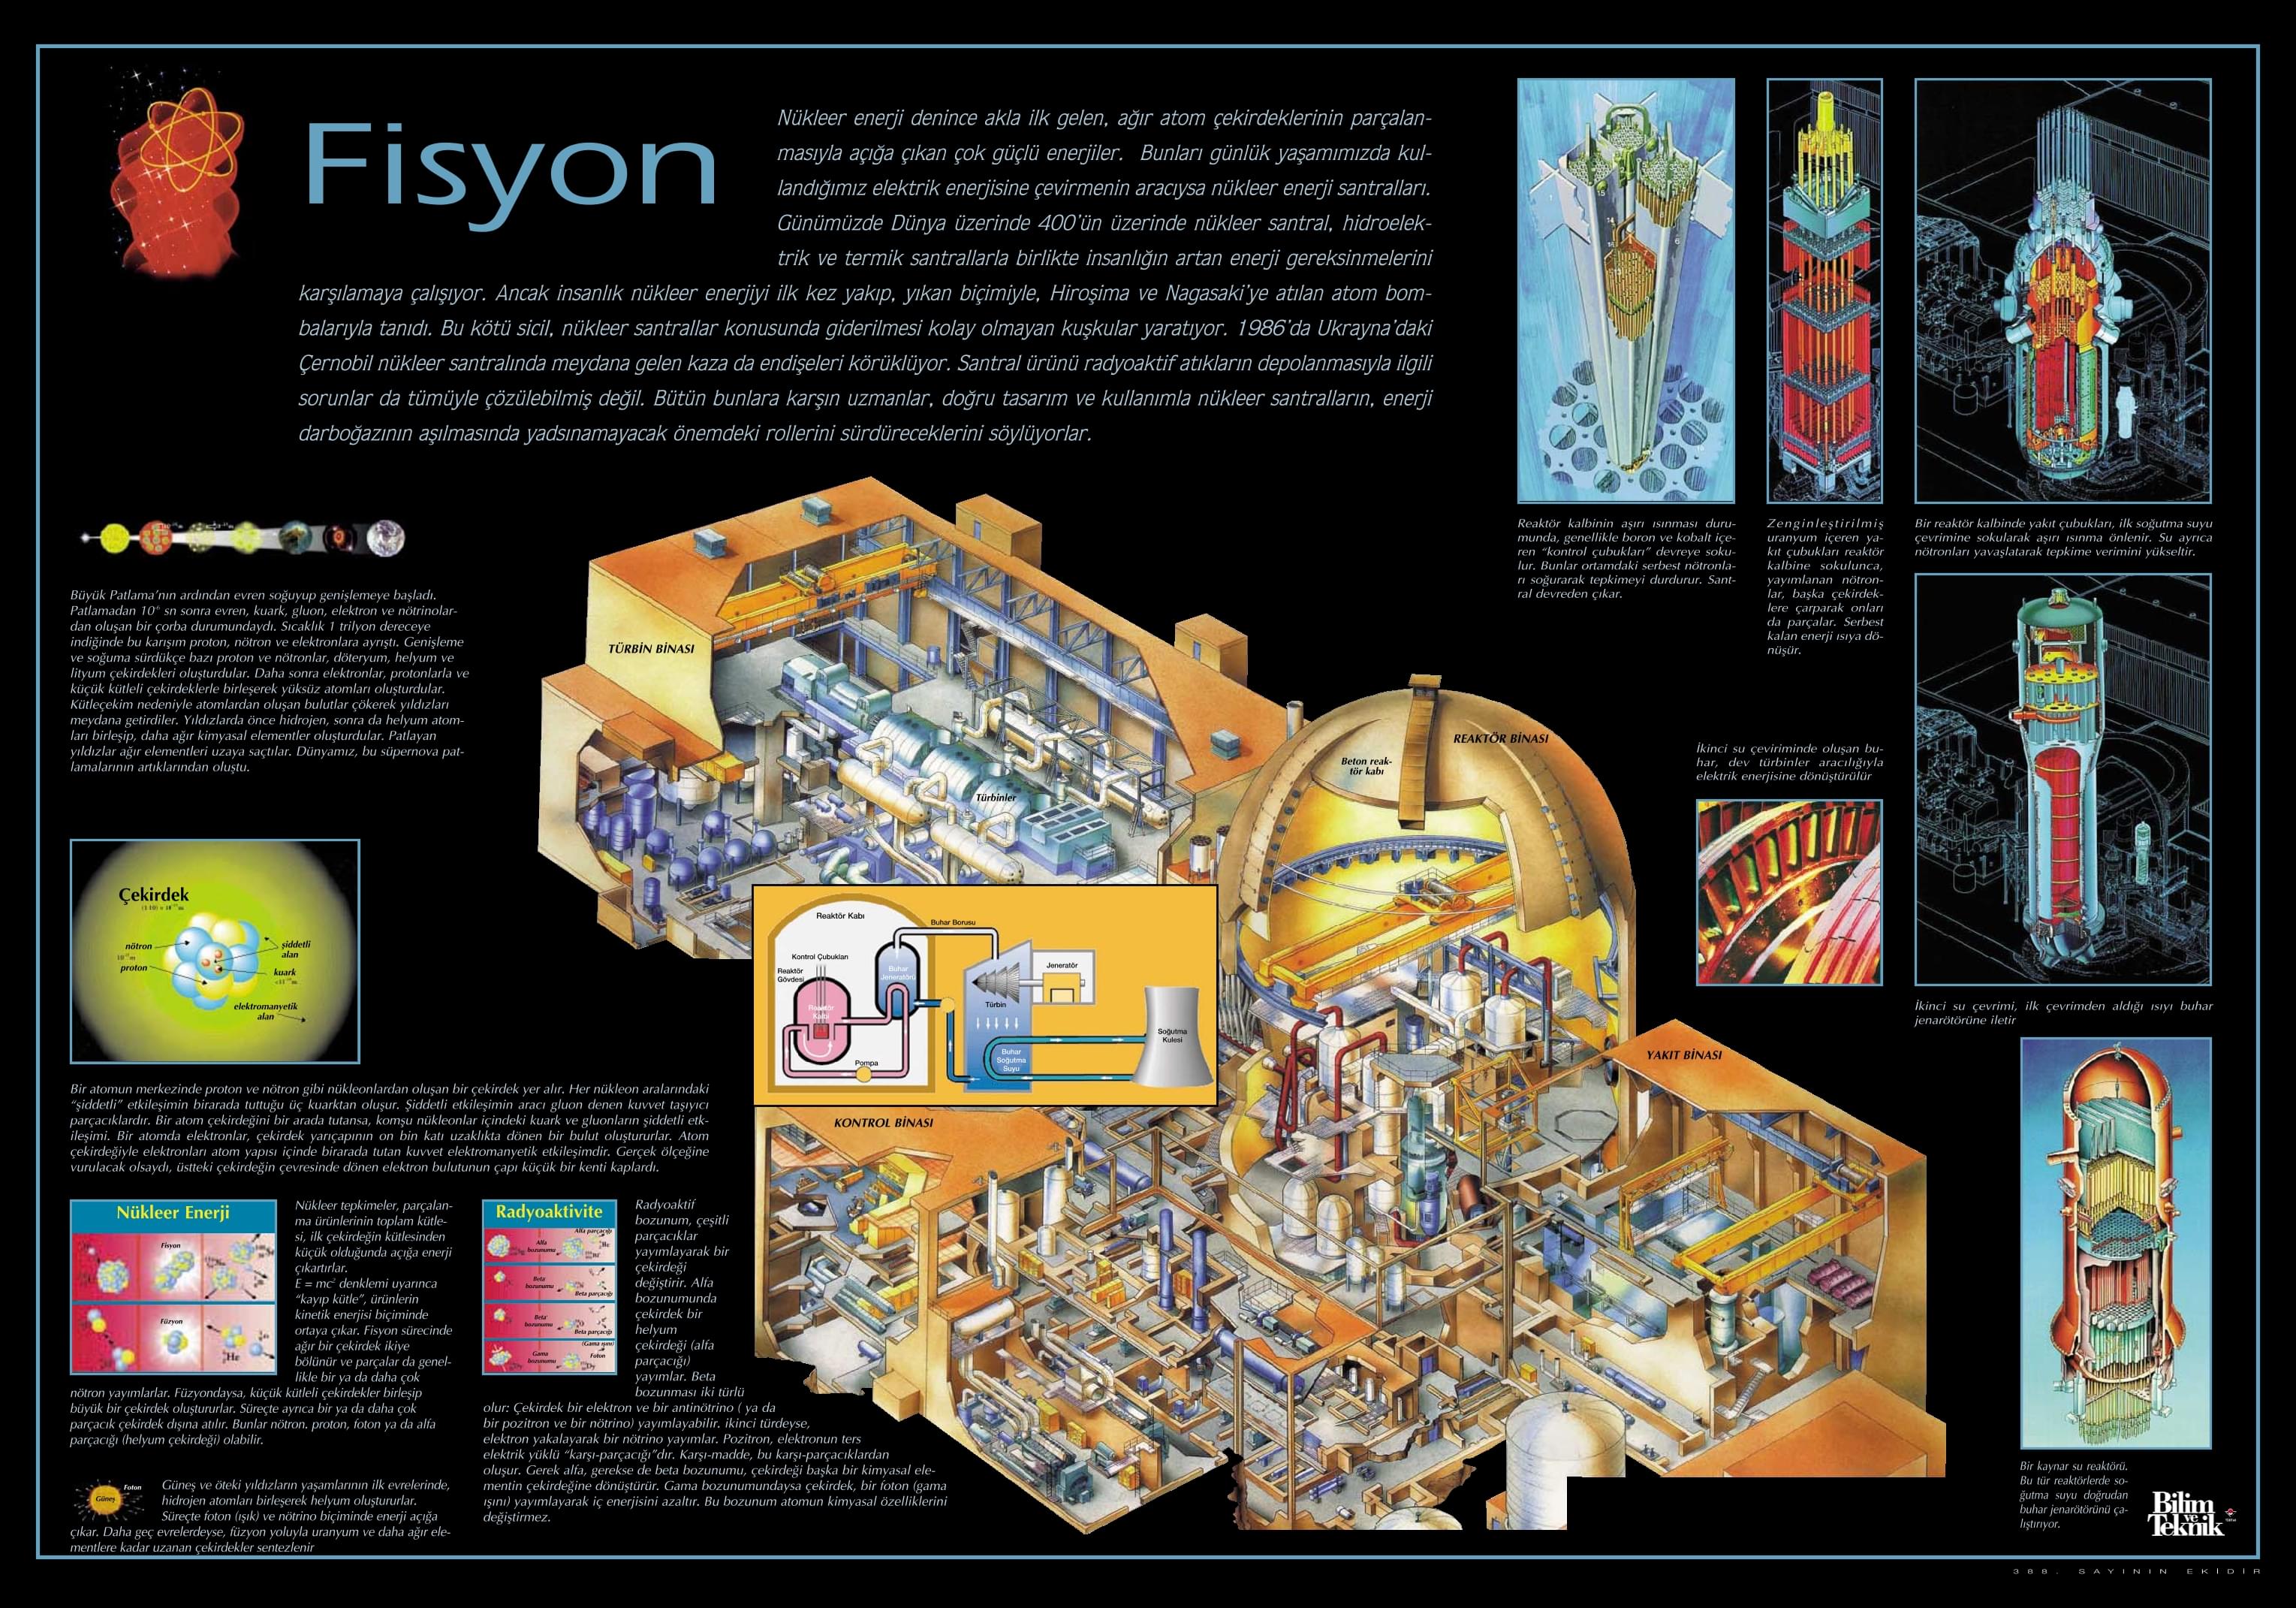 Fisyon
Nükleer enerji denince akla ilk gelen, ağır atom çekirdeklerinin parçalan-
masıyla açığa çıkan çok güçlü enerjiler. Bunları günlük yaşamımızda kul-
landığımız elektrik enerjisine çevirmenin aracıysa nükleer enerji santralları.
Günümüzde Dünya üzerinde 400'ün üzerinde nükleer santral, hidroelek-
trik ve termik santrallarla birlikte insanlığın artan enerji gereksinmelerini
karşılamaya çalışıyor. Ancak insanlık nükleer enerjiyi ilk kez yakıp, yıkan biçimiyle, Hiroşima ve Nagasaki'ye atılan atom bom-
balarıyla tanıdı. Bu kötü sicil, nükleer santrallar konusunda giderilmesi kolay olmayan kuşkular yaratıyor. 1986'da Ukrayna'daki
Çernobil nükleer santralında meydana gelen kaza da endişeleri körüklüyor. Santral ürünü radyoaktif atıkların depolanmasıyla ilgili
sorunlar da tümüyle çözülebilmiş değil. Bütün bunlara karşın uzmanlar, doğru tasarım ve kullanımla nükleer santralların, enerji
darboğazının aşılmasında yadsınamayacak önemdeki rollerini sürdüreceklerini söylüyorlar.
Reaktör kalbinin aşırı ısınması duru-
munda, genellikle boron ve kobalt içe-
ren "kontrol çubukları" devreye soku-
lur. Bunlar ortamdaki serbest nötronla-
rı soğurarak tepkimeyi durdurur. Sant-
ral devreden çıkar.
Zenginleştirilmiş
uranyum içeren ya-
kıt çubukları reaktör
kalbine sokulunca,
yayımlanan nötron-
lar, başka çekirdek-
lere çarparak onları
da parçalar. Serbest
kalan enerji ısıya dö-
nüşür.
Bir reaktör kalbinde yakıt çubukları, ilk soğutma suyu
çevrimine sokularak aşırı ısınma önlenir. Su ayrıca
nötronları yavaşlatarak tepkime verimini yükseltir.
Büyük Patlama'nın ardından evren soğuyup genişlemeye başladı.
Patlamadan 10⁻⁶ sn sonra evren, kuark, gluon, elektron ve nötrinolar-
dan oluşan bir çorba durumundaydı. Sıcaklık 1 trilyon dereceye
indiğinde bu karışım proton, nötron ve elektronlara ayrıştı. Genişleme
ve soğuma sürdükçe bazı proton ve nötronlar, döteryum, helyum ve
lityum çekirdekleri oluşturdular. Daha sonra elektronlar, protonlarla ve
küçük kütleli çekirdeklerle birleşerek yüksüz atomları oluşturdular.
Kütleçekim nedeniyle atomlardan oluşan bulutlar çökerek yıldızları
meydana getirdiler. Yıldızlarda önce hidrojen, sonra da helyum atom-
ları birleşip, daha ağır kimyasal elementler oluşturdular. Patlayan
yıldızlar ağır elementleri uzaya saçtılar. Dünyamız, bu süpernova pat-
lamalarının artıklarından oluştu.
TÜRBİN BİNASI
Türbinler
REAKTÖR BİNASI
Beton reak-
tör kabı
İkinci su çeviriminde oluşan bu-
har, dev türbinler aracılığıyla
elektrik enerjisine dönüştürülür
İkinci su çevrimi, ilk çevrimden aldığı ısıyı buhar
jenarötörüne iletir
Çekirdek
nötron
proton
şiddetli
alan
kuark
elektromanyetik
alan
Reaktör Kabı
Buhar Borusu
Kontrol Çubukları
Reaktör
Gövdesi
Buhar
Jeneratörü
Reaktör
Kalbi
Pompa
Jeneratör
Türbin
Buhar
Soğutma
Suyu
Soğutma
Kulesi
YAKIT BİNASI
KONTROL BİNASI
Bir atomun merkezinde proton ve nötron gibi nükleonlardan oluşan bir çekirdek yer alır. Her nükleon aralarındaki
"şiddetli" etkileşimin birarada tuttuğu üç kuarktan oluşur. Şiddetli etkileşimin aracı gluon denen kuvvet taşıyıcı
parçacıklardır. Bir atom çekirdeğini bir arada tutansa, komşu nükleonlar içindeki kuark ve gluonların şiddetli etk-
ileşimi. Bir atomda elektronlar, çekirdek yarıçapının on bin katı uzaklıkta dönen bir bulut oluştururlar. Atom
çekirdeğiyle elektronları atom yapısı içinde birarada tutan kuvvet elektromanyetik etkileşimdir. Gerçek ölçeğine
vurulacak olsaydı, üstteki çekirdeğin çevresinde dönen elektron bulutunun çapı küçük bir kenti kaplardı.
Nükleer Enerji
Fisyon
Füzyon
Nükleer tepkimeler, parçalan-
ma ürünlerinin toplam kütle-
si, ilk çekirdeğin kütlesinden
küçük olduğunda açığa enerji
çıkartırlar.
E = mc² denklemi uyarınca
"kayıp kütle", ürünlerin
kinetik enerjisi biçiminde
ortaya çıkar. Fisyon sürecinde
ağır bir çekirdek ikiye
bölünür ve parçalar da genel-
likle bir ya da daha çok
nötron yayımlarlar. Füzyondaysa, küçük kütleli çekirdekler birleşip
büyük bir çekirdek oluştururlar. Süreçte ayrıca bir ya da daha çok
parçacık çekirdek dışına atılır. Bunlar nötron. proton, foton ya da alfa
parçacığı (helyum çekirdeği) olabilir.
Radyoaktivite
Alfa parçacığı
Alfa
bozunumu
Beta
bozunumu
Beta parçacığı
Beta
bozunumu
Beta parçacığı
(Gama ışını)
Foton
Gama
bozunumu
Radyoaktif
bozunum, çeşitli
parçacıklar
yayımlayarak bir
çekirdeği
değiştirir. Alfa
bozunumunda
çekirdek bir
helyum
çekirdeği (alfa
parçacığı)
yayımlar. Beta
bozunması iki türlü
olur: Çekirdek bir elektron ve bir antinötrino ( ya da
bir pozitron ve bir nötrino) yayımlayabilir. ikinci türdeyse,
elektron yakalayarak bir nötrino yayımlar. Pozitron, elektronun ters
elektrik yüklü "karşı-parçacığı"dır. Karşı-madde, bu karşı-parçacıklardan
oluşur. Gerek alfa, gerekse de beta bozunumu, çekirdeği başka bir kimyasal ele-
mentin çekirdeğine dönüştürür. Gama bozunumundaysa çekirdek, bir foton (gama
ışını) yayımlayarak iç enerjisini azaltır. Bu bozunum atomun kimyasal özelliklerini
değiştirmez.
Güneş
Foton
Güneş ve öteki yıldızların yaşamlarının ilk evrelerinde,
hidrojen atomları birleşerek helyum oluştururlar.
Süreçte foton (ışık) ve nötrino biçiminde enerji açığa
çıkar. Daha geç evrelerdeyse, füzyon yoluyla uranyum ve daha ağır ele-
mentlere kadar uzanan çekirdekler sentezlenir
Bir kaynar su reaktörü.
Bu tür reaktörlerde so-
ğutma suyu doğrudan
buhar jenarötörünü ça-
lıştırıyor.
Bilim
ve
Teknik
388. SAYININ EKİDİR